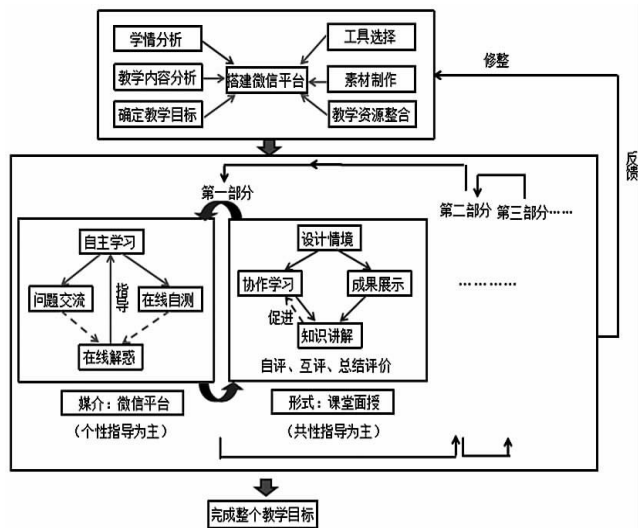 学情分析
工具选择
教学内容分析
搭建微信平台
素材制作
确定教学目标
教学资源整合
修整
反馈
第一部分
第二部分
第三部分……
自主学习
问题交流
指导
在线自测
在线解惑
设计情境
协作学习
成果展示
促进
知识讲解
自评、互评、总结评价
…………
媒介：微信平台
形式：课堂面授
（个性指导为主）
（共性指导为主）
完成整个教学目标